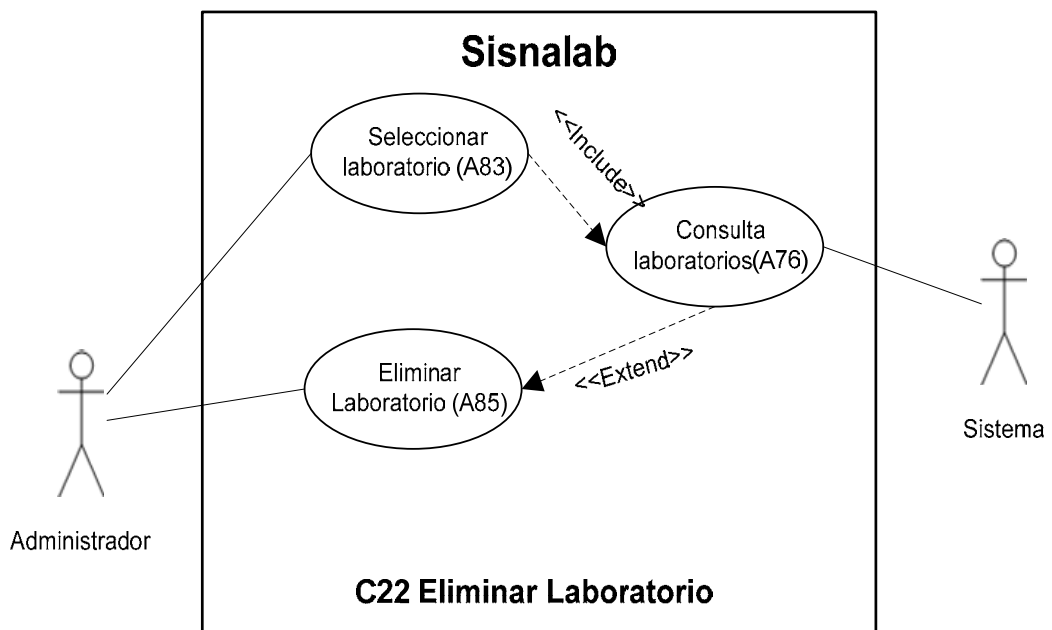 Sisnalab
Seleccionar
laboratorio (A83)
<<Include>>
Consulta
laboratorios(A76)
Eliminar
Laboratorio (A85)
<<Extend>>
Sistema
Administrador
C22 Eliminar Laboratorio